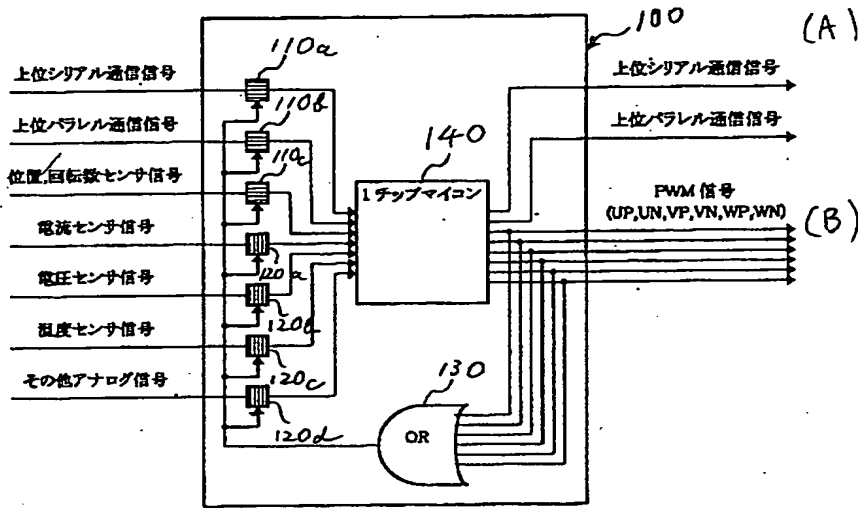 100
(A)
110a
上位シリアル通信信号
上位シリアル通信信号
110b
上位パラレル通信信号
上位パラレル通信信号
140
110c
位置,回転数センサ信号
1チップマイコン
PWM 信号
(UP,UN,VP,VN,WP,WN)
(B)
電流センサ信号
120a
電圧センサ信号
120b
温度センサ信号
120c
130
その他アナログ信号
OR
120d